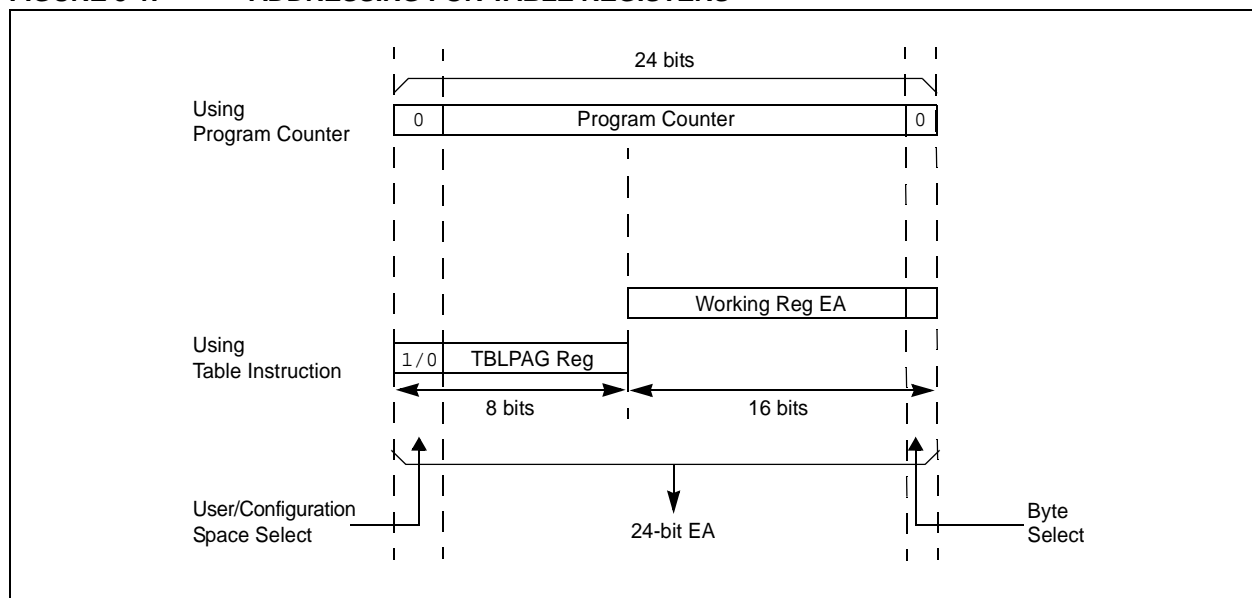 24 bits
Using
Program Counter
0
Program Counter
0
Working Reg EA
Using
Table Instruction
1/0
TBLPAG Reg
8 bits
16 bits
User/Configuration
Space Select
24-bit EA
Byte
Select